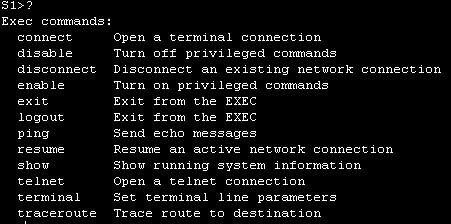 S1>?
Exec commands:
  connect     Open a terminal connection
  disable     Turn off privileged commands
  disconnect  Disconnect an existing network connection
  enable      Turn on privileged commands
  exit        Exit from the EXEC
  logout      Exit from the EXEC
  ping        Send echo messages
  resume      Resume an active network connection
  show        Show running system information
  telnet      Open a telnet connection
  terminal    Set terminal line parameters
  traceroute  Trace route to destination